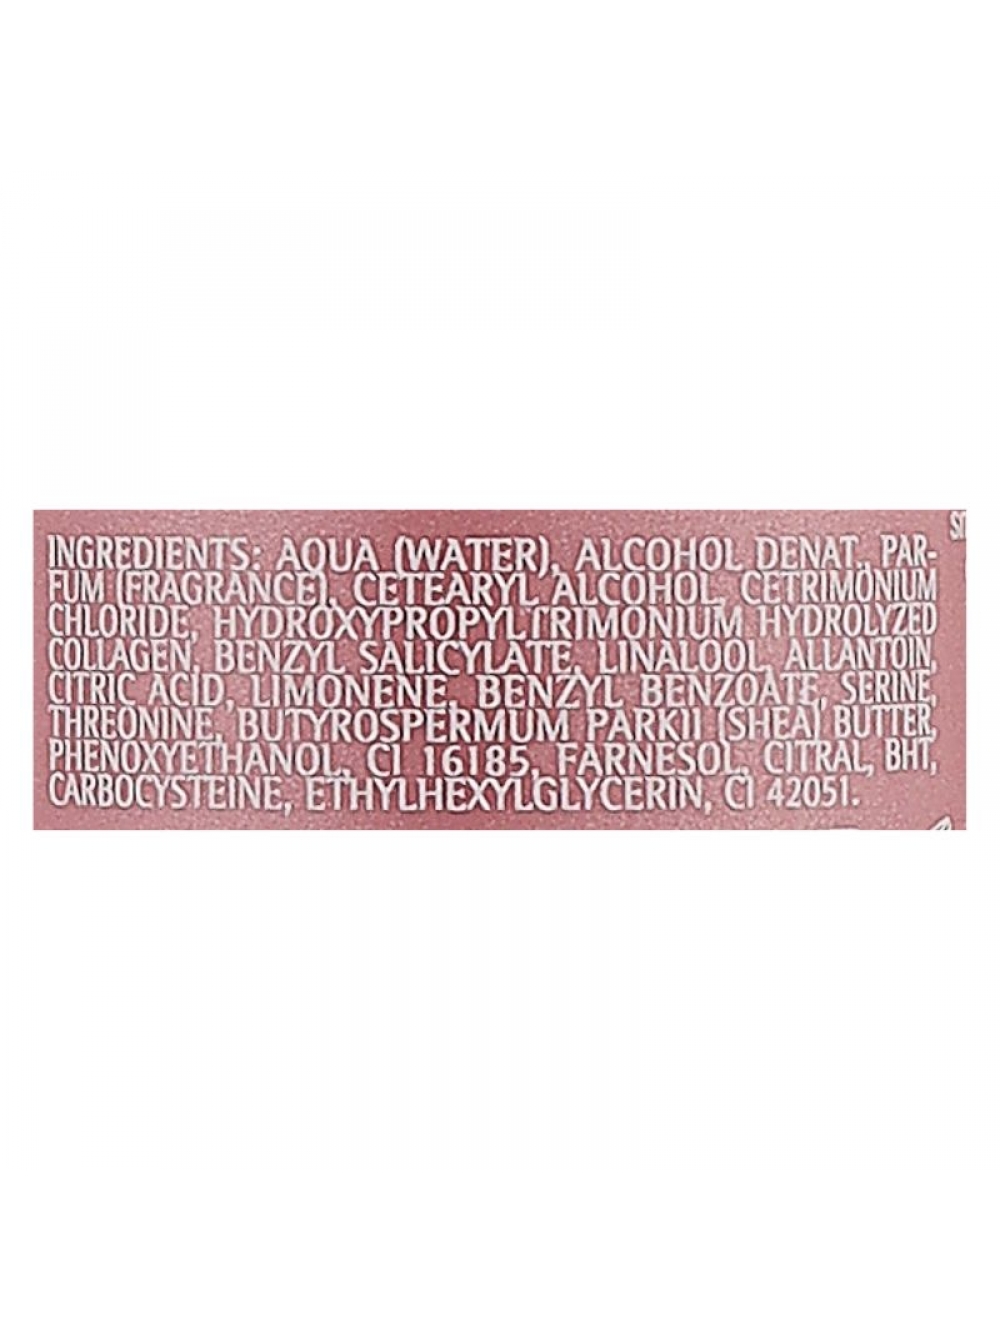 INGREDIENTS: AQUA (WATER), ALCOHOL DENAT., PAR-
FUM (FRAGRANCE), CETEARYL ALCOHOL, CETRIMONIUM
CHLORIDE, HYDROXYPROPYLTRIMONIUM HYDROLYZED
COLLAGEN, BENZYL SALICYLATE, LINALOOL, ALLANTOIN,
CITRIC ACID, LIMONENE, BENZYL BENZOATE, SERINE,
THREONINE, BUTYROSPERMUM PARKII (SHEA) BUTTER,
PHENOXYETHANOL, CI 16185, FARNESOL, CITRAL, BHT,
CARBOCYSTEINE, ETHYLHEXYLGLYCERIN, CI 42051.